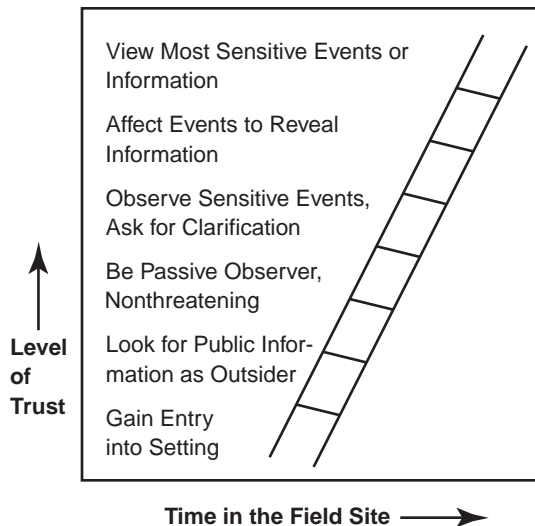 View Most Sensitive Events or
Information
Affect Events to Reveal
Information
Observe Sensitive Events,
Ask for Clarification
Be Passive Observer,
Nonthreatening
Look for Public Infor-
mation as Outsider
Gain Entry
into Setting
Level
of
Trust
Time in the Field Site